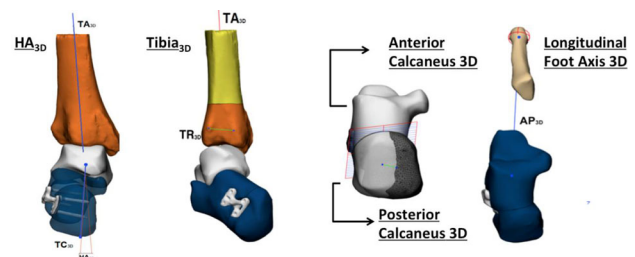 HA3D
TA3D
TC3D
Tibia3D
TA3D
TR3D
Anterior
Calcaneus 3D
Posterior
Calcaneus 3D
Longitudinal
Foot Axis 3D
AP3D